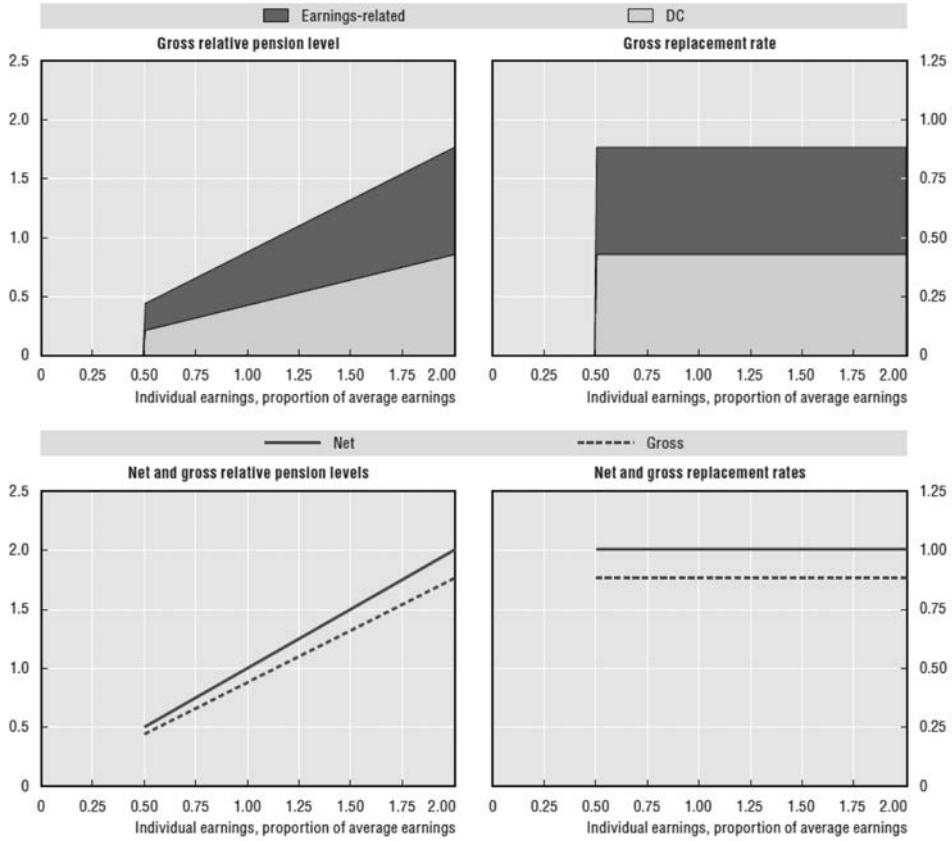 Earnings-related DC
Gross relative pension level
2.5
2.0
1.5
1.0
0.5
0
0 0.25 0.50 0.75 1.00 1.25 1.50 1.75 2.00
Individual earnings, proportion of average earnings
Gross replacement rate
1.25
1.00
0.75
0.50
0.25
0
0 0.25 0.50 0.75 1.00 1.25 1.50 1.75 2.00
Individual earnings, proportion of average earnings
Net Gross
Net and gross relative pension levels
2.5
2.0
1.5
1.0
0.5
0
0 0.25 0.50 0.75 1.00 1.25 1.50 1.75 2.00
Individual earnings, proportion of average earnings
Net and gross replacement rates
1.25
1.00
0.75
0.50
0.25
0
0 0.25 0.50 0.75 1.00 1.25 1.50 1.75 2.00
Individual earnings, proportion of average earnings